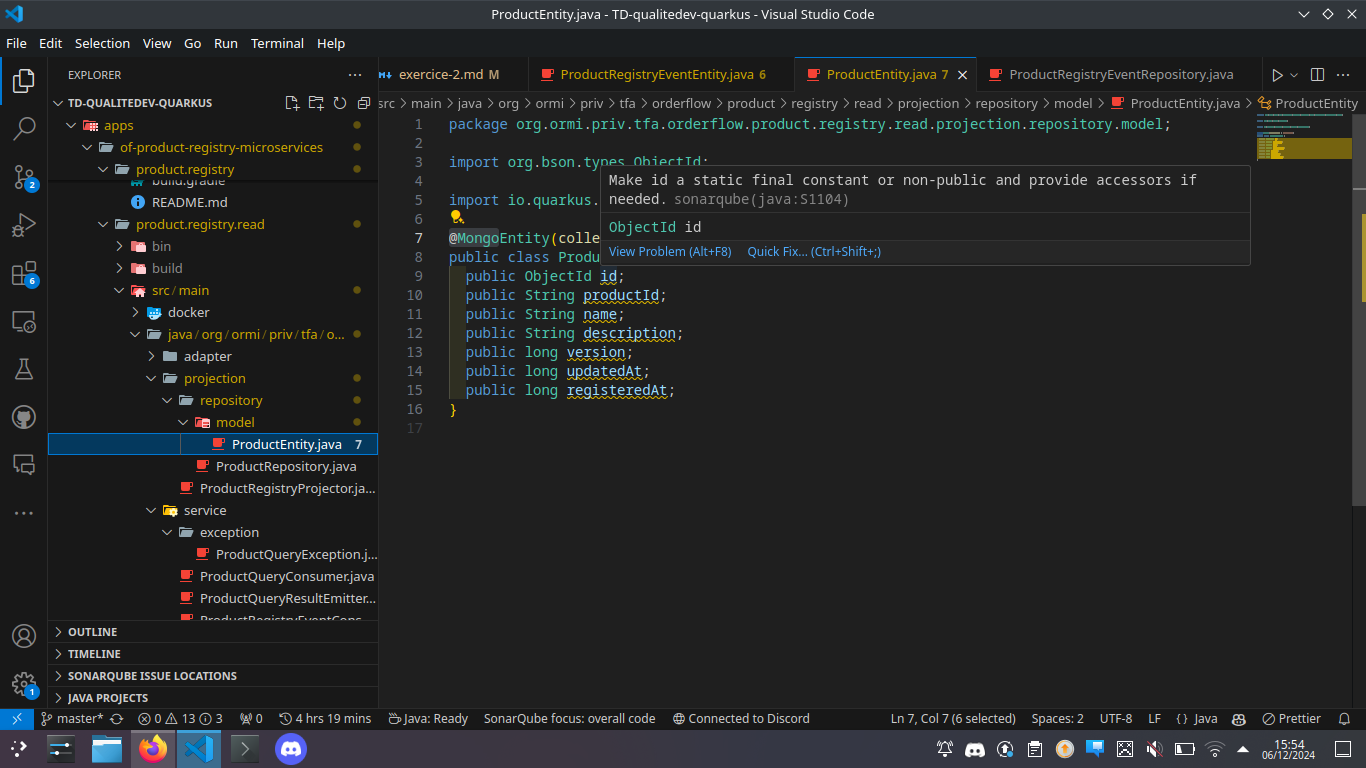 ProductEntity.java - TD-qualitedev-quarkus - Visual Studio Code
File Edit Selection View Go Run Terminal Help
EXPLORER
exercice-2.md M
ProductRegistryEventEntity.java 6
ProductEntity.java 7
ProductRegistryEventRepository.java
src > main > java > org > ormi > priv > tfa > orderflow > product > registry > read > projection > repository > model > ProductEntity.java > ProductEntity
TD-QUALITEDEV-QUARKUS
apps
of-product-registry-microservices
product.registry
build.gradle
README.md
product.registry.read
bin
build
src / main
docker
java / org / ormi / priv / tfa / o...
adapter
projection
repository
model
ProductEntity.java 7
ProductRepository.java
ProductRegistryProjector.ja...
service
exception
ProductQueryException.j...
ProductQueryConsumer.java
ProductQueryResultEmitter...
ProductRegistryEventCons...
OUTLINE
TIMELINE
SONARQUBE ISSUE LOCATIONS
JAVA PROJECTS
1 package org.ormi.priv.tfa.orderflow.product.registry.read.projection.repository.model;
2
3 import org.bson.types.ObjectId;
4
5 import io.quarkus.
6
7 @MongoEntity(colle
8 public class Produ
9 public ObjectId id;
10 public String productId;
11 public String name;
12 public String description;
13 public long version;
14 public long updatedAt;
15 public long registeredAt;
16 }
17
Make id a static final constant or non-public and provide accessors if
needed. sonarqube(java:S1104)
ObjectId id
View Problem (Alt+F8) Quick Fix... (Ctrl+Shift+;)
2
6
1
master* 0 13 3 0 4 hrs 19 mins Java: Ready SonarQube focus: overall code Connected to Discord Ln 7, Col 7 (6 selected) Spaces: 2 UTF-8 LF { } Java Prettier
15:54
06/12/2024